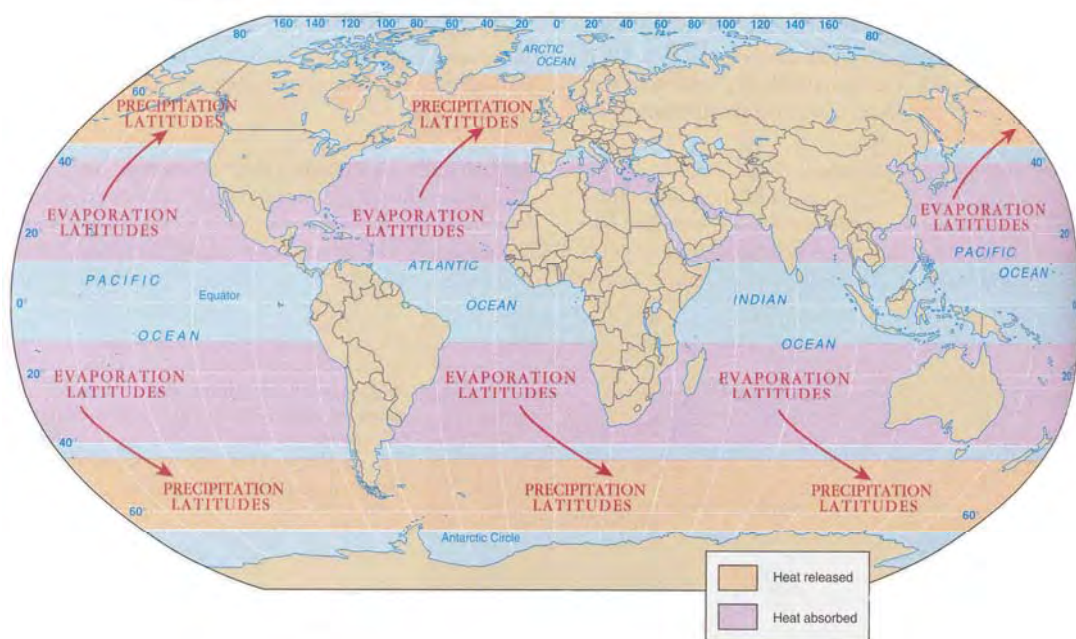 160° 140° 120° 100° 80° 60° 40° 20° 0° 20° 40° 60° 80° 100° 120° 140° 160°
80° 80°
ARCTIC
OCEAN
60°
PRECIPITATION
LATITUDES
PRECIPITATION
LATITUDES
PRECIPITATION
LATITUDES
40° 40°
EVAPORATION
LATITUDES
EVAPORATION
LATITUDES
EVAPORATION
LATITUDES
20° 20°
PACIFIC
ATLANTIC
PACIFIC
OCEAN
Equator
OCEAN
INDIAN
0° 0°
OCEAN
OCEAN
EVAPORATION
LATITUDES
EVAPORATION
LATITUDES
EVAPORATION
LATITUDES
20° 20°
40°
PRECIPITATION
LATITUDES
PRECIPITATION
LATITUDES
PRECIPITATION
LATITUDES
60° 60°
Antarctic Circle
Heat released
Heat absorbed